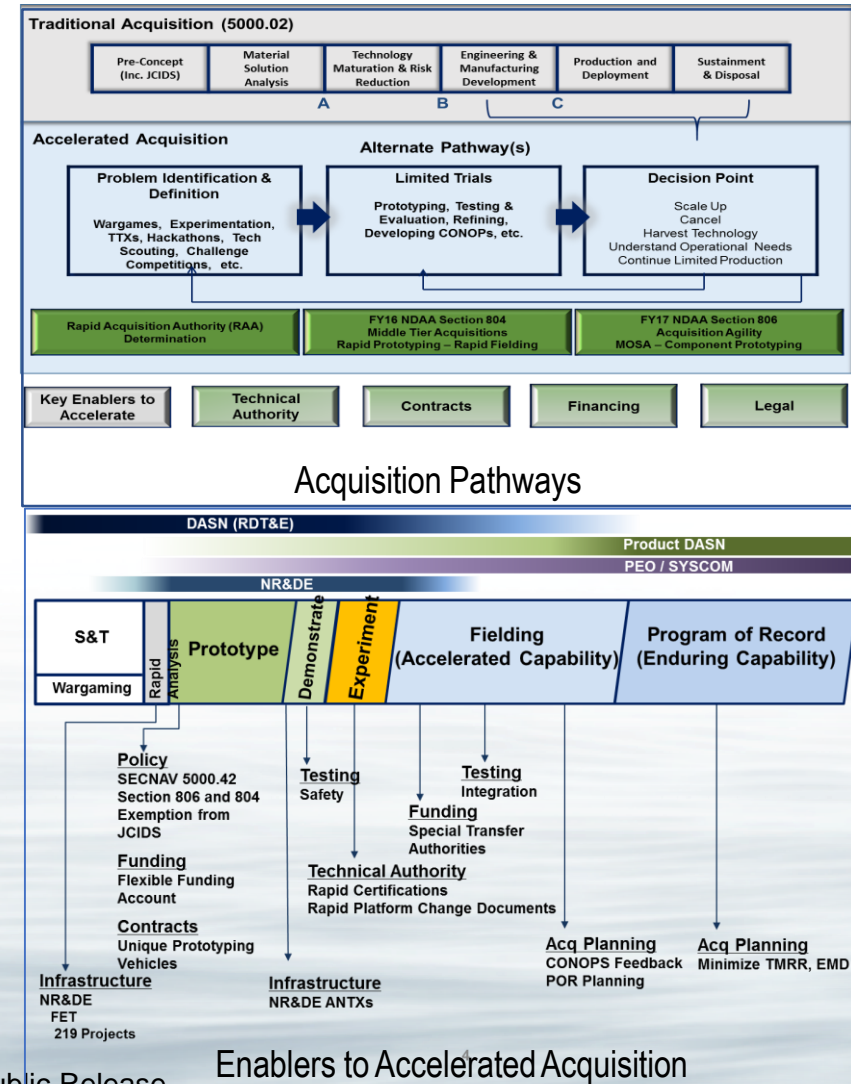 Traditional Acquisition (5000.02)
Pre-Concept
(Inc. JCIDS)
Material
Solution
Analysis
Technology
Maturation & Risk
Reduction
Engineering &
Manufacturing
Development
Production and
Deployment
Sustainment
& Disposal
A
B
C
Accelerated Acquisition
Alternate Pathway(s)
Problem Identification &
Definition
Wargames, Experimentation,
TTXs, Hackathons, Tech
Scouting, Challenge
Competitions, etc.
Limited Trials
Prototyping, Testing &
Evaluation, Refining,
Developing CONOPs, etc.
Decision Point
Scale Up
Cancel
Harvest Technology
Understand Operational Needs
Continue Limited Production
Rapid Acquisition Authority (RAA)
Determination
FY16 NDAA Section 804
Middle Tier Acquisitions
Rapid Prototyping – Rapid Fielding
FY17 NDAA Section 806
Acquisition Agility
MOSA – Component Prototyping
Key Enablers to
Accelerate
Technical
Authority
Contracts
Financing
Legal
Acquisition Pathways
DASN (RDT&E)
Product DASN
PEO / SYSCOM
NR&DE
S&T
Wargaming
Rapid
Analysis
Prototype
Demonstrate
Experiment
Fielding
(Accelerated Capability)
Program of Record
(Enduring Capability)
Policy
SECNAV 5000.42
Section 806 and 804
Exemption from
JCIDS
Funding
Flexible Funding
Account
Contracts
Unique Prototyping
Vehicles
Infrastructure
NR&DE
FET
219 Projects
Testing
Safety
Testing
Integration
Funding
Special Transfer
Authorities
Technical Authority
Rapid Certifications
Rapid Platform Change Documents
Infrastructure
NR&DE ANTXs
Acq Planning
CONOPS Feedback
POR Planning
Acq Planning
Minimize TMRR, EMD
4
Enablers to Accelerated Acquisition
Release